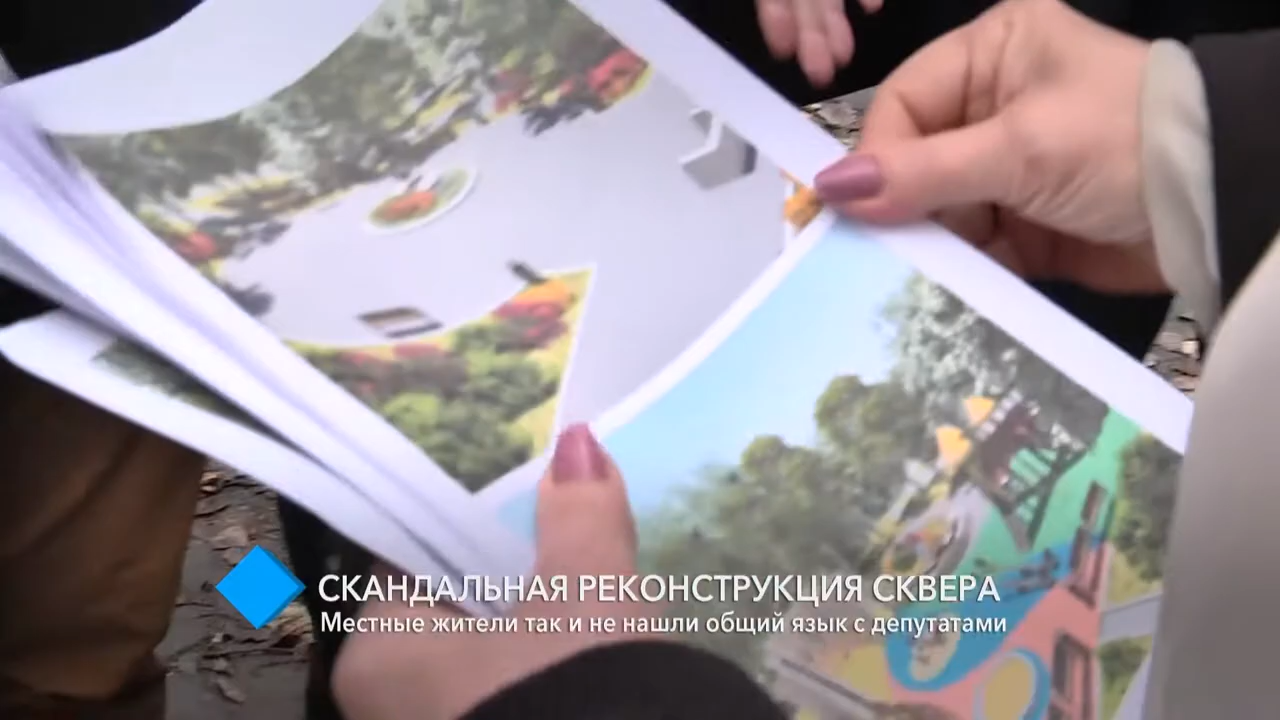 СКАНДАЛЬНАЯ РЕКОНСТРУКЦИЯ СКВЕРА
Местные жители так и не нашли общий язык с депутатами